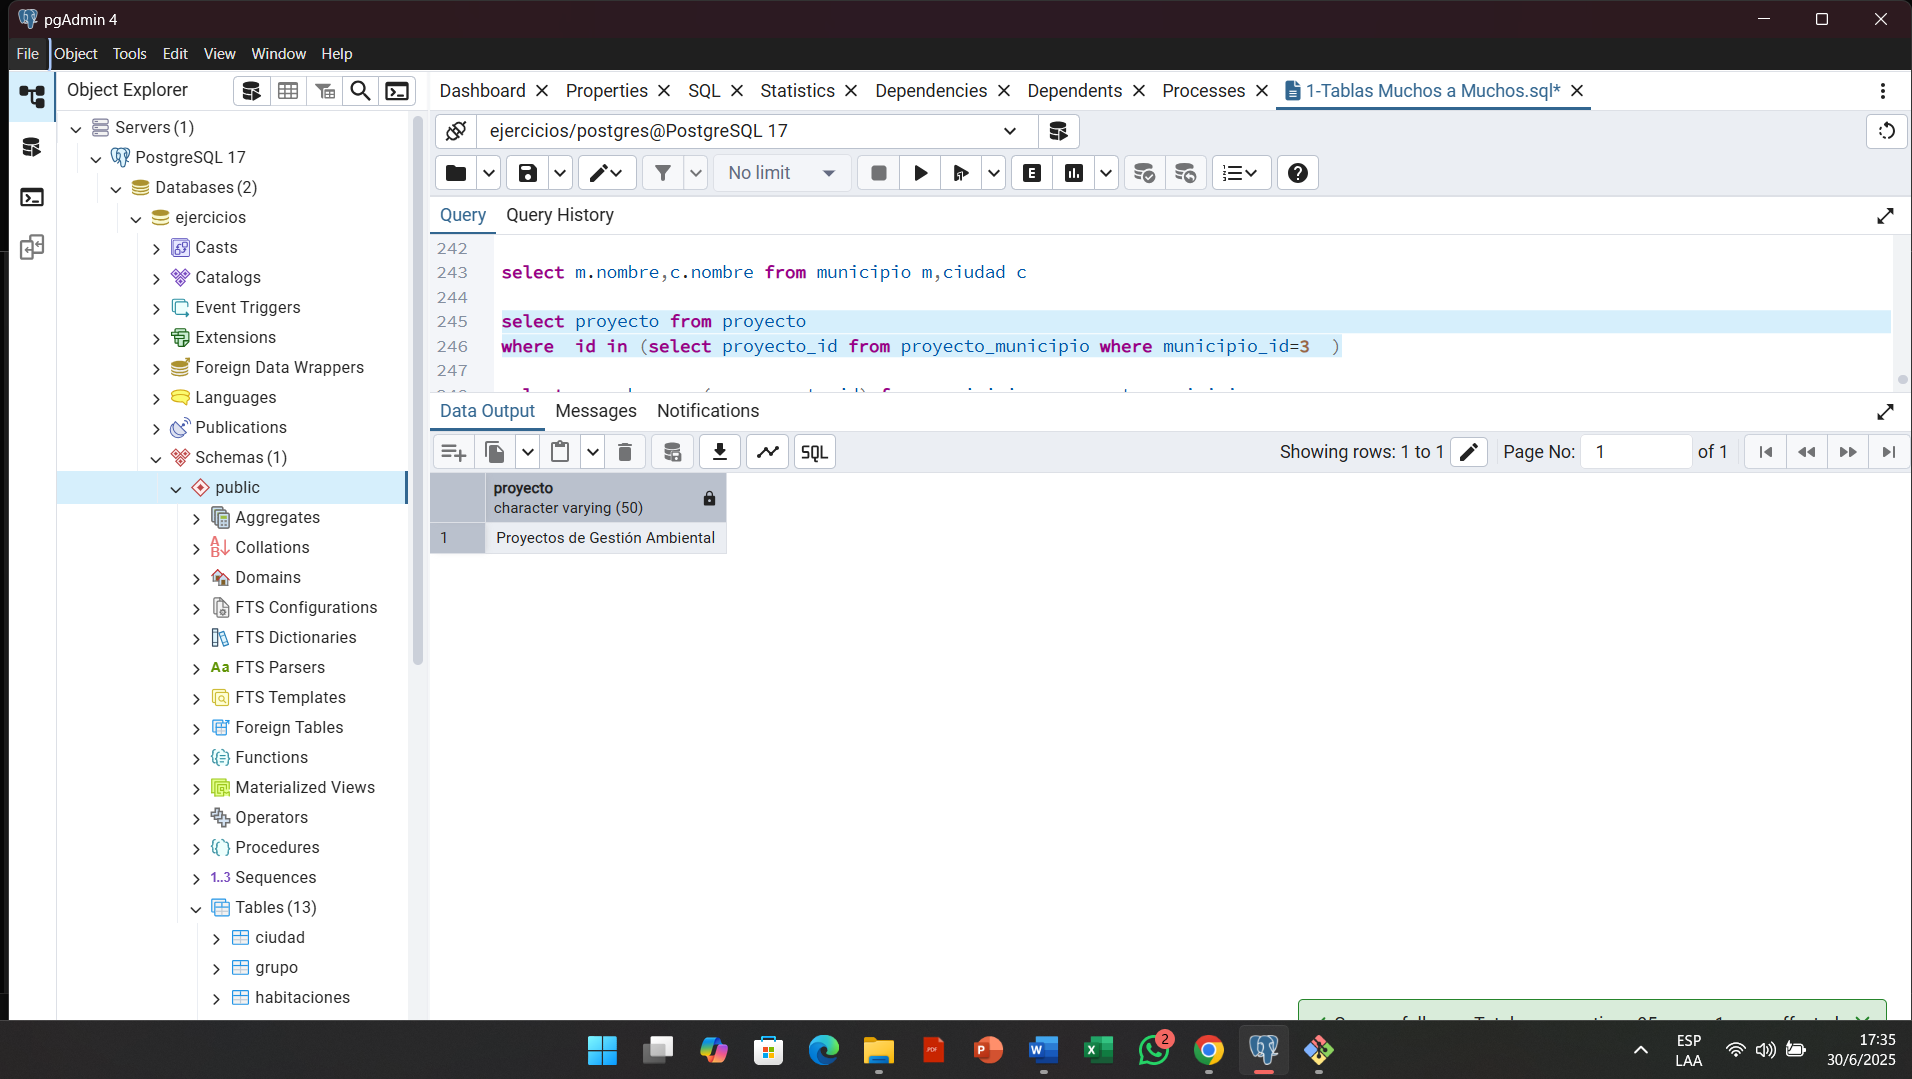 pgAdmin 4
File Object Tools Edit View Window Help
Object Explorer
Dashboard Properties SQL Statistics Dependencies Dependents Processes 1-Tablas Muchos a Muchos.sql*
Servers (1)
PostgreSQL 17
Databases (2)
ejercicios
Casts
Catalogs
Event Triggers
Extensions
Foreign Data Wrappers
Languages
Publications
Schemas (1)
public
Aggregates
Collations
Domains
FTS Configurations
FTS Dictionaries
Aa FTS Parsers
FTS Templates
Foreign Tables
Functions
Materialized Views
Operators
Procedures
1..3 Sequences
Tables (13)
ciudad
grupo
habitaciones
ejercicios/postgres@PostgreSQL 17
No limit E
Query Query History
242
243 select m.nombre,c.nombre from municipio m,ciudad c
244
245 select proyecto from proyecto
246 where id in (select proyecto_id from proyecto_municipio where municipio_id=3 )
247
Data Output Messages Notifications
SQL
Showing rows: 1 to 1 Page No: 1 of 1
proyecto
character varying (50)
1 Proyectos de Gestión Ambiental
2
ESP
LAA
17:35
30/6/2025